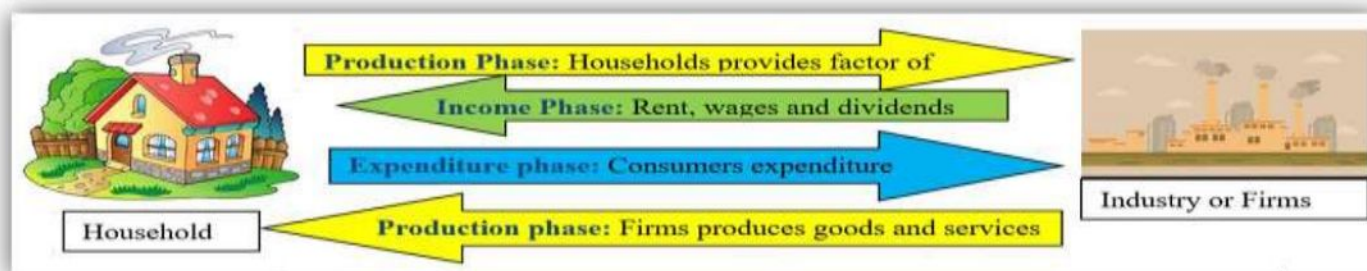 Production Phase: Households provides factor of
Income Phase: Rent, wages and dividends
Expenditure phase: Consumers expenditure
Industry or Firms
Household
Production phase: Firms produces goods and services